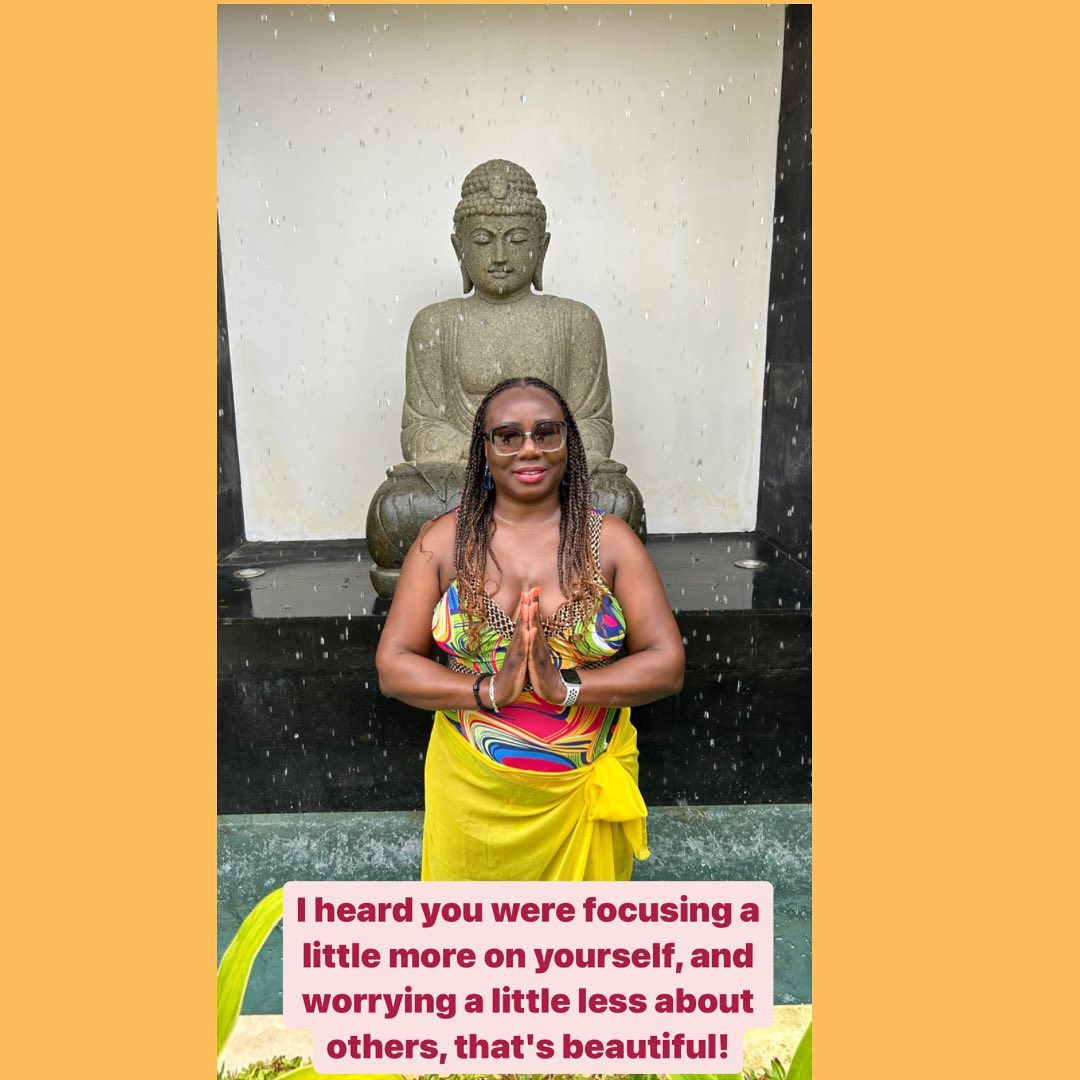 I heard you were focusing a
little more on yourself, and
worrying a little less about
others, that's beautiful!